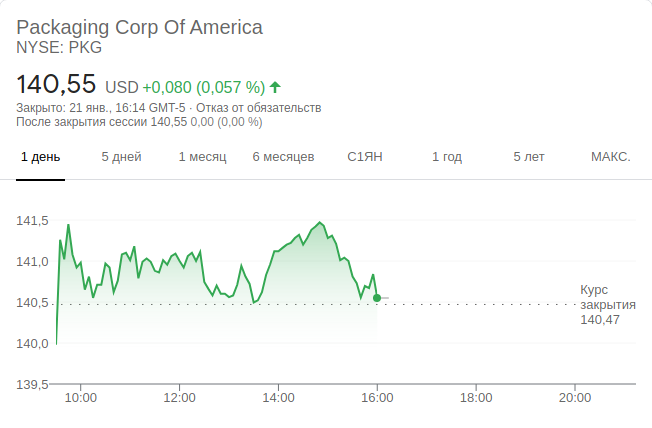 Packaging Corp Of America
NYSE: PKG
140,55 USD +0,080 (0,057 %)
Закрыто: 21 янв., 16:14 GMT-5 · Отказ от обязательств
После закрытия сессии 140,55 0,00 (0,00 %)
1 день 5 дней 1 месяц 6 месяцев С1ЯН 1 год 5 лет МАКС.
141,5
141,0
140,5
140,0
139,5
Курс
закрытия
140,47
10:00 12:00 14:00 16:00 18:00 20:00